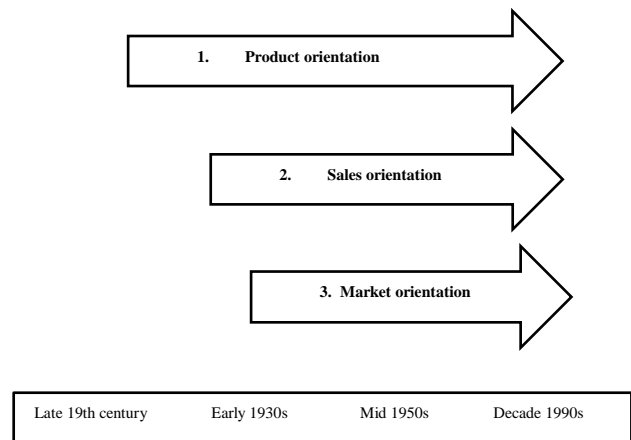 1. Product orientation
2. Sales orientation
3. Market orientation
Late 19th century Early 1930s Mid 1950s Decade 1990s